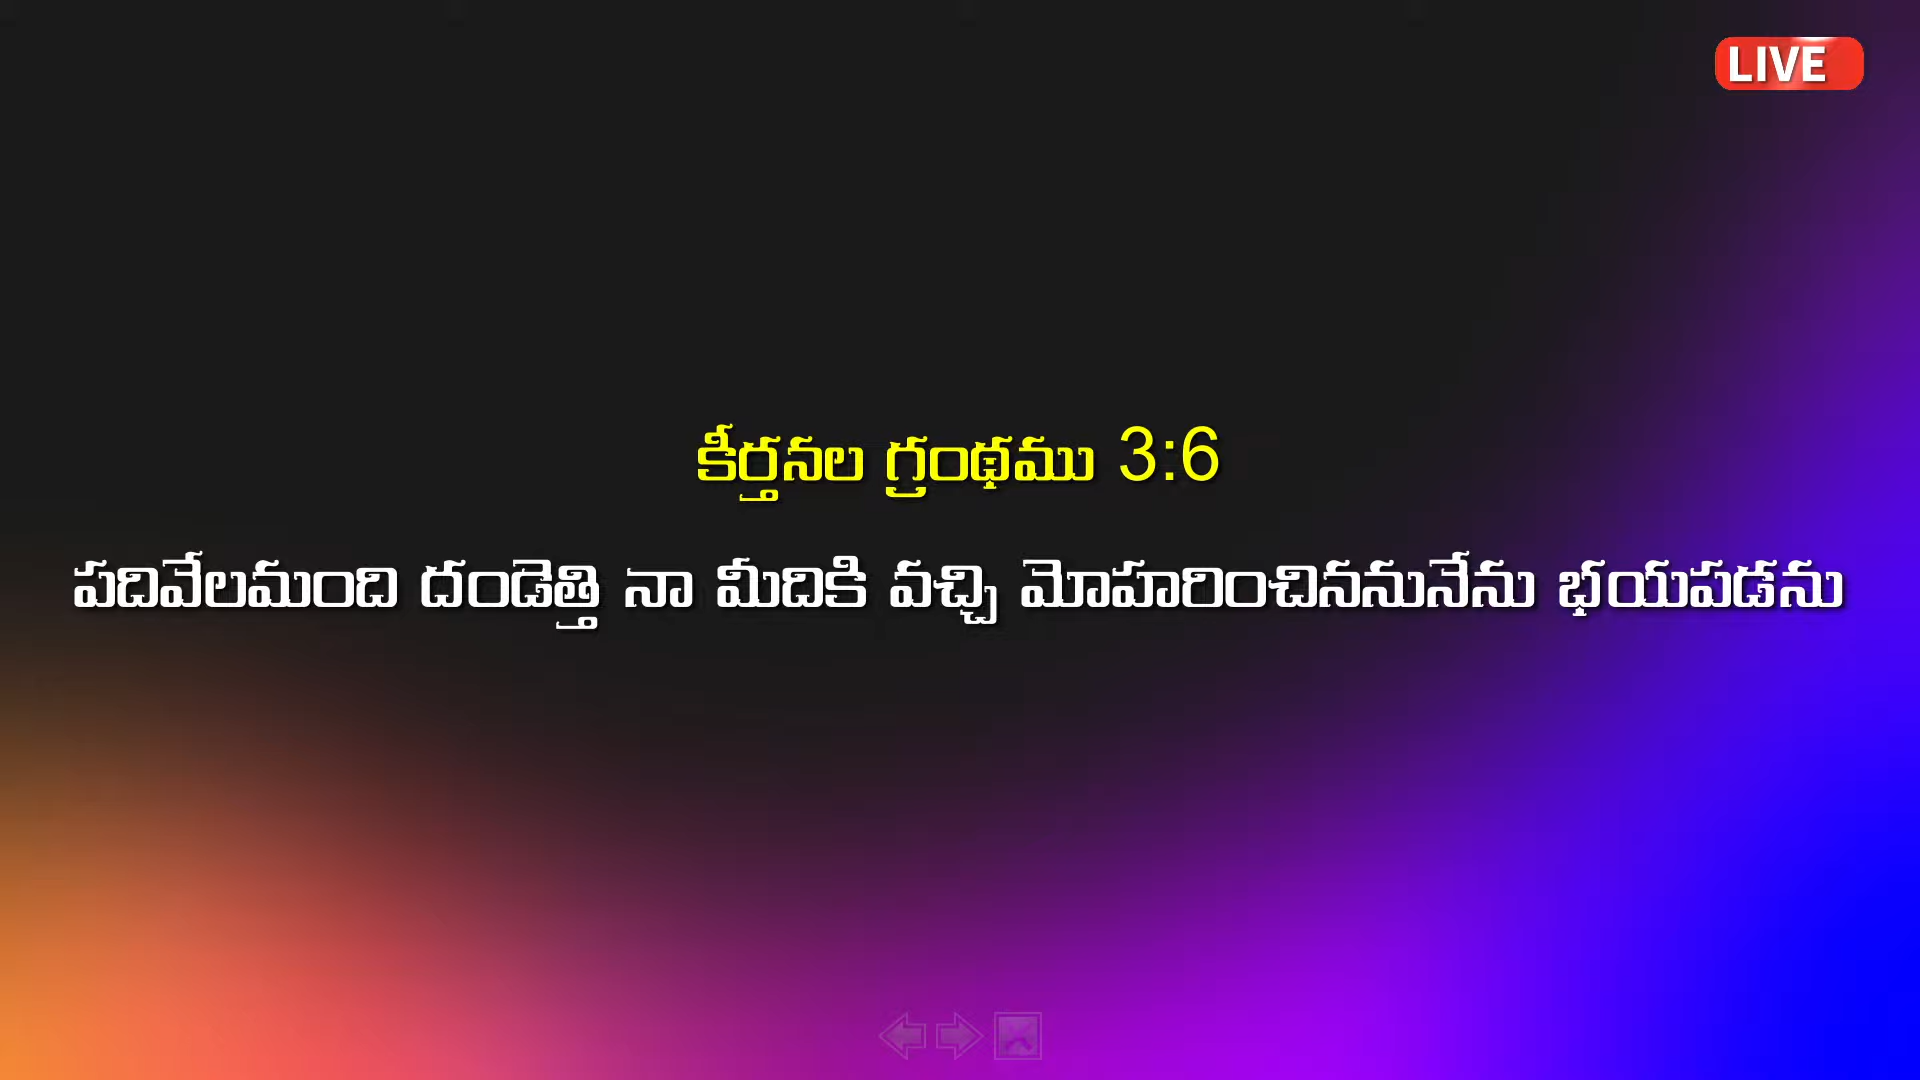 LIVE
కీర్తనల గ్రంథము 3:6
పదివేలమంది దండెత్తి నా మీదికి వచ్చి మోహరించిననునేను భయపడను